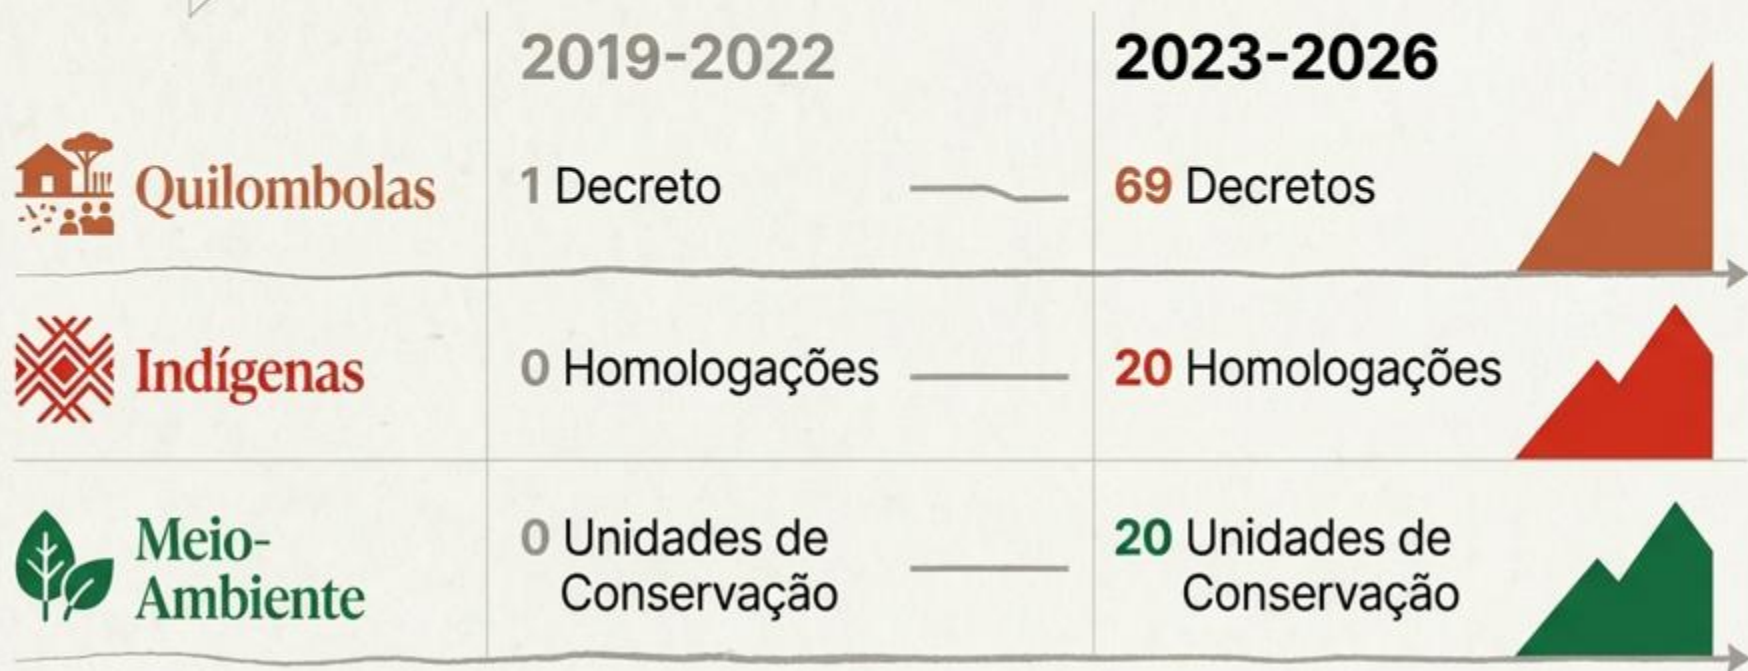 2019-2022
2023-2026
Quilombolas
1 Decreto
69 Decretos
Indígenas
0 Homologações
20 Homologações
Meio-
Ambiente
0 Unidades de
Conservação
20 Unidades de
Conservação